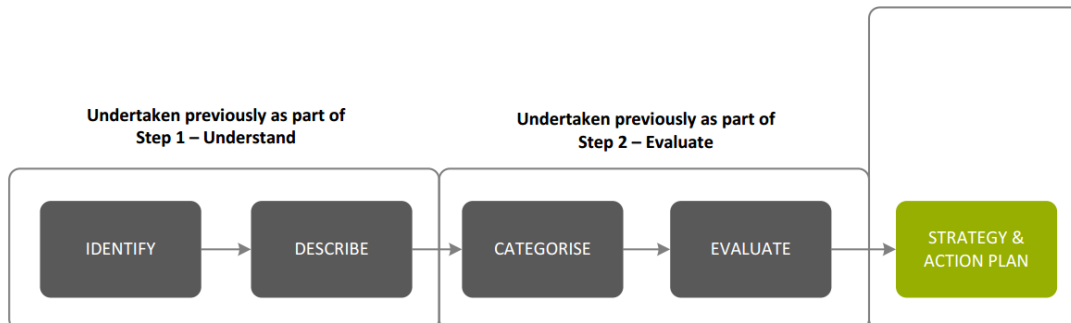 Undertaken previously as part of
Step 1 – Understand
Undertaken previously as part of
Step 2 – Evaluate
IDENTIFY
DESCRIBE
CATEGORISE
EVALUATE
STRATEGY &
ACTION PLAN